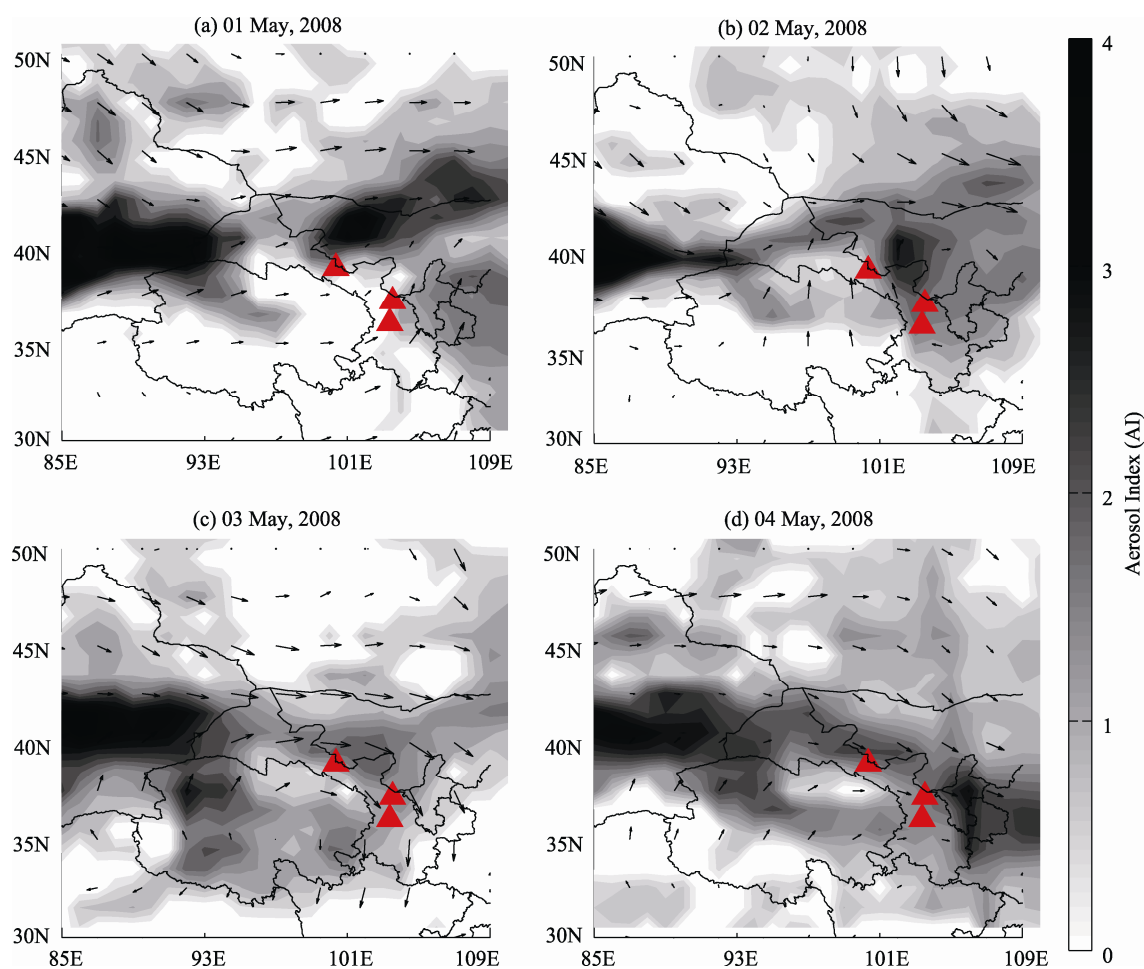 (a) 01 May, 2008
(b) 02 May, 2008
50N
45N
40N
35N
30N
85E
93E
101E
109E
50N
45N
40N
35N
30N
85E
93E
101E
109E
(c) 03 May, 2008
(d) 04 May, 2008
50N
45N
40N
35N
30N
85E
93E
101E
109E
50N
45N
40N
35N
30N
85E
93E
101E
109E
4
3
2
1
0
Aerosol Index (AI)